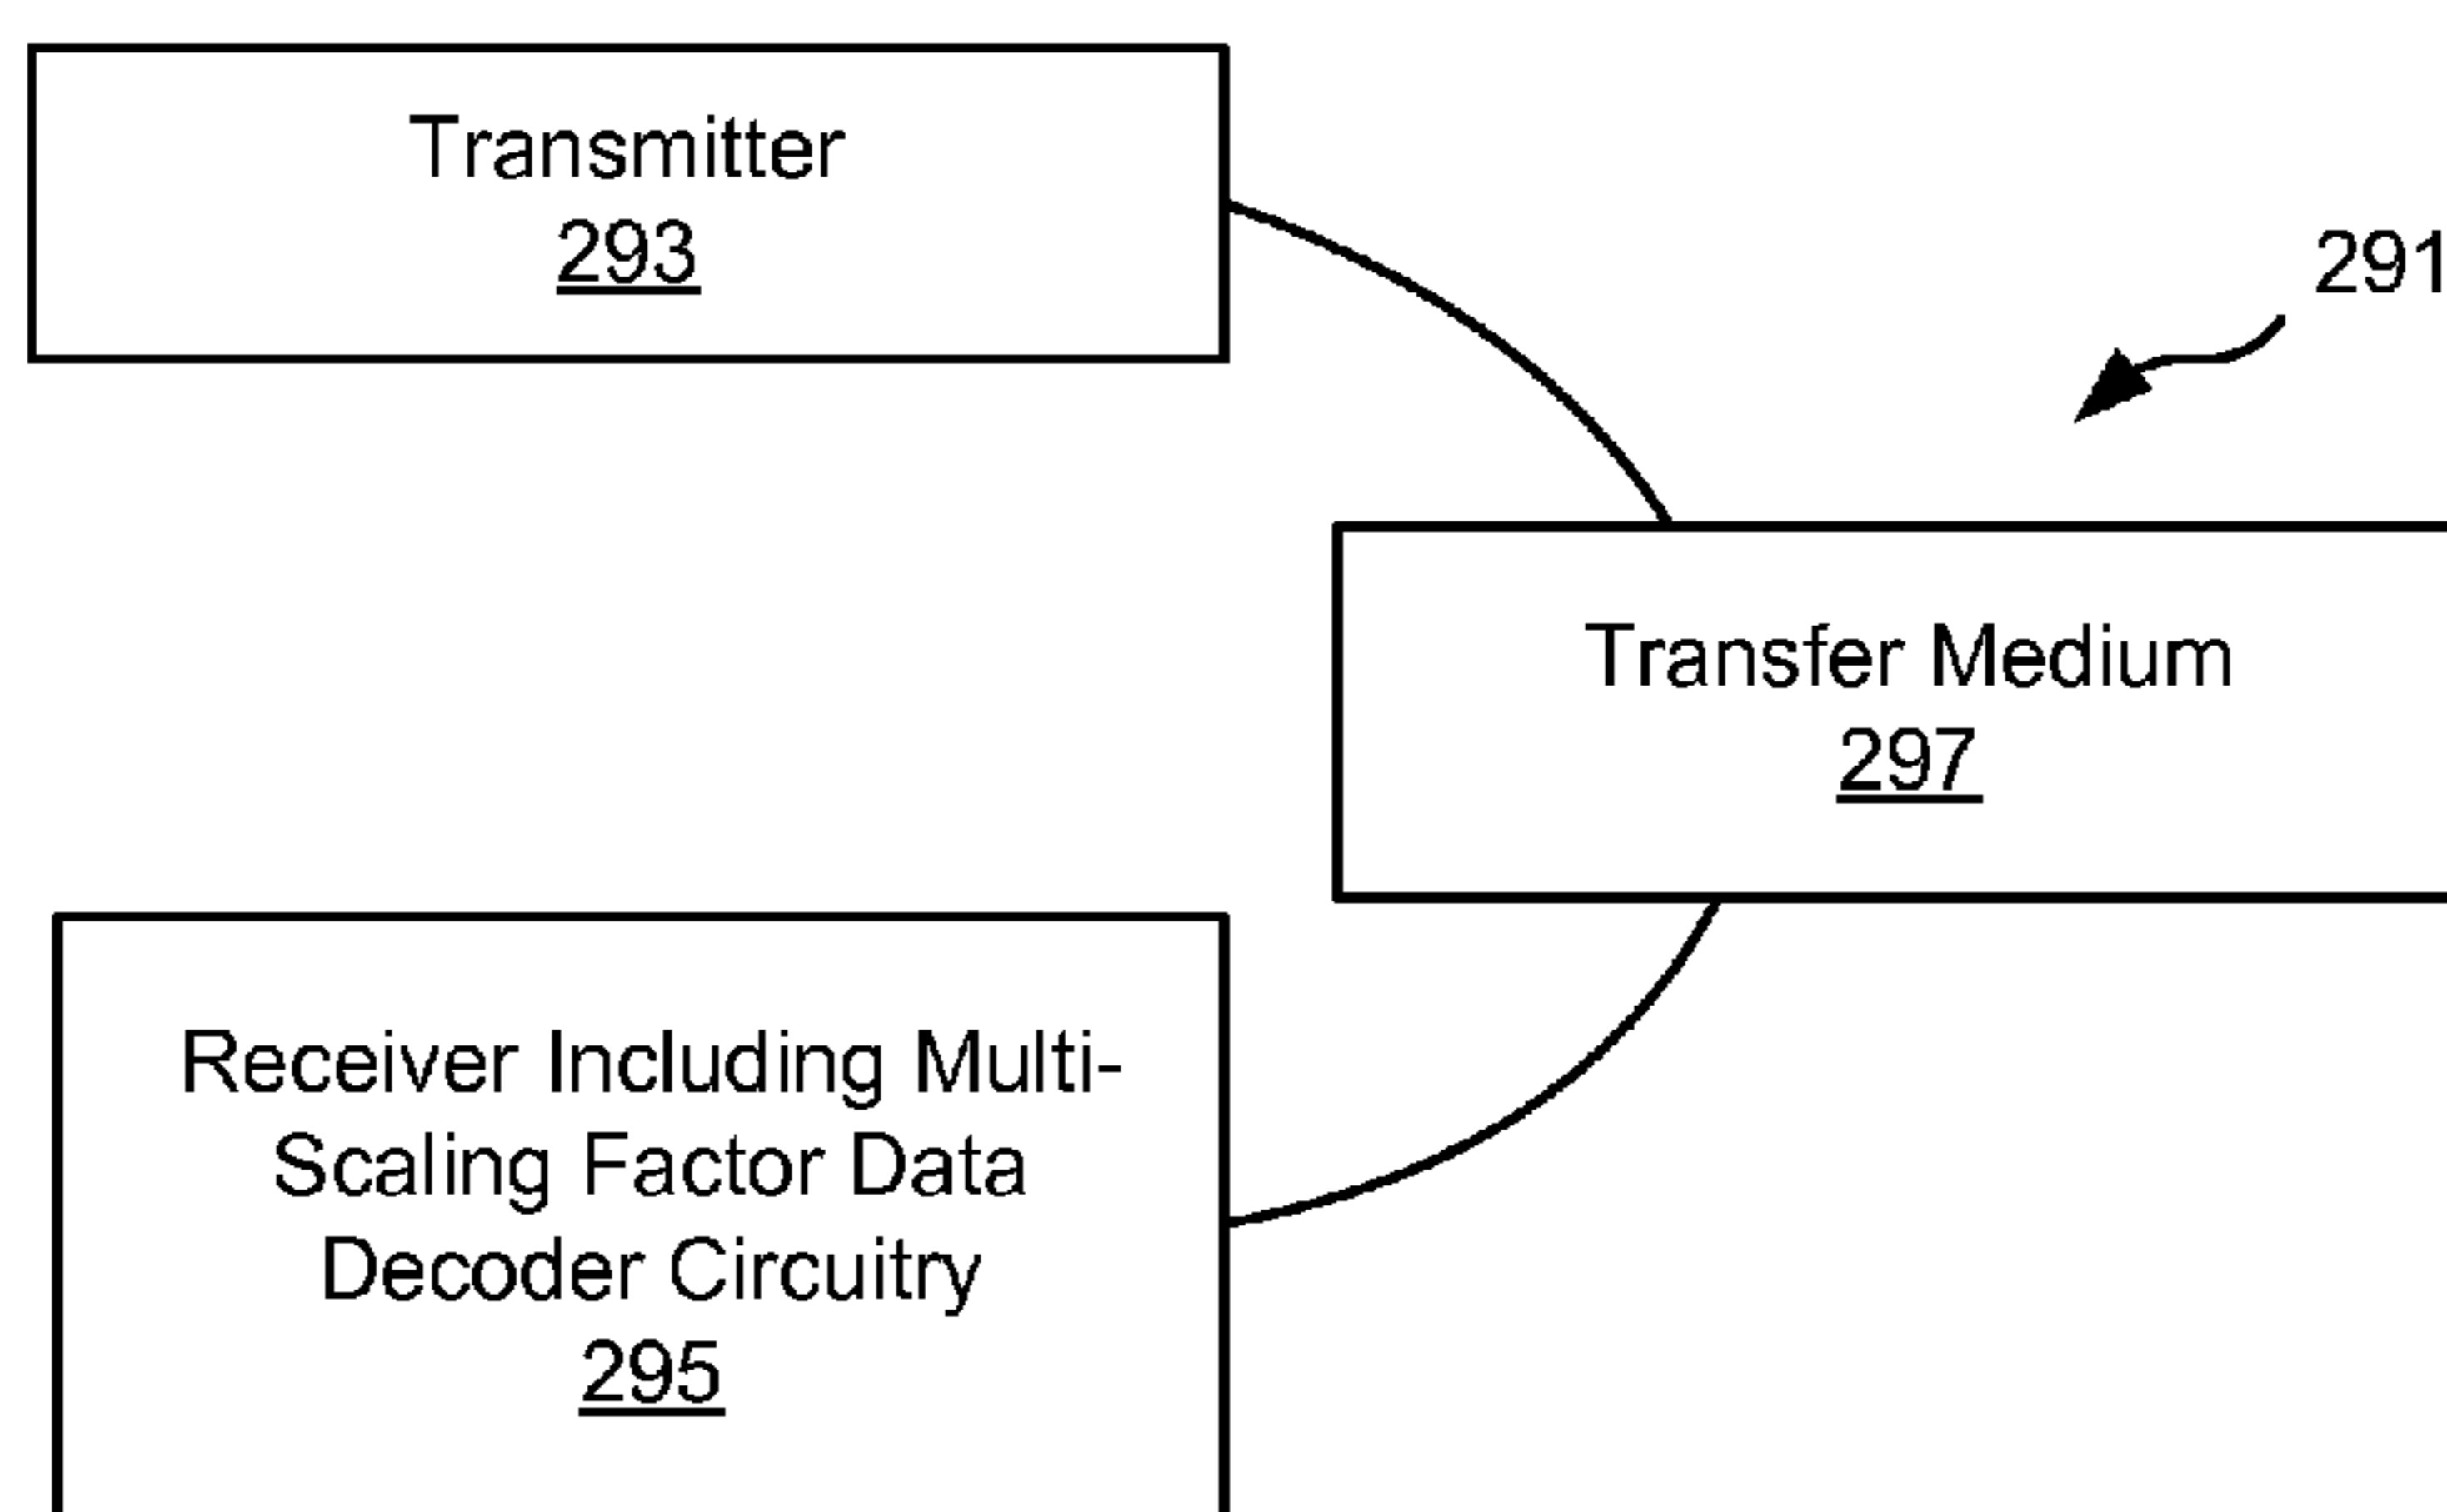 Transmitter
293
291
Transfer Medium
297
Receiver Including Multi-
Scaling Factor Data
Decoder Circuitry
295